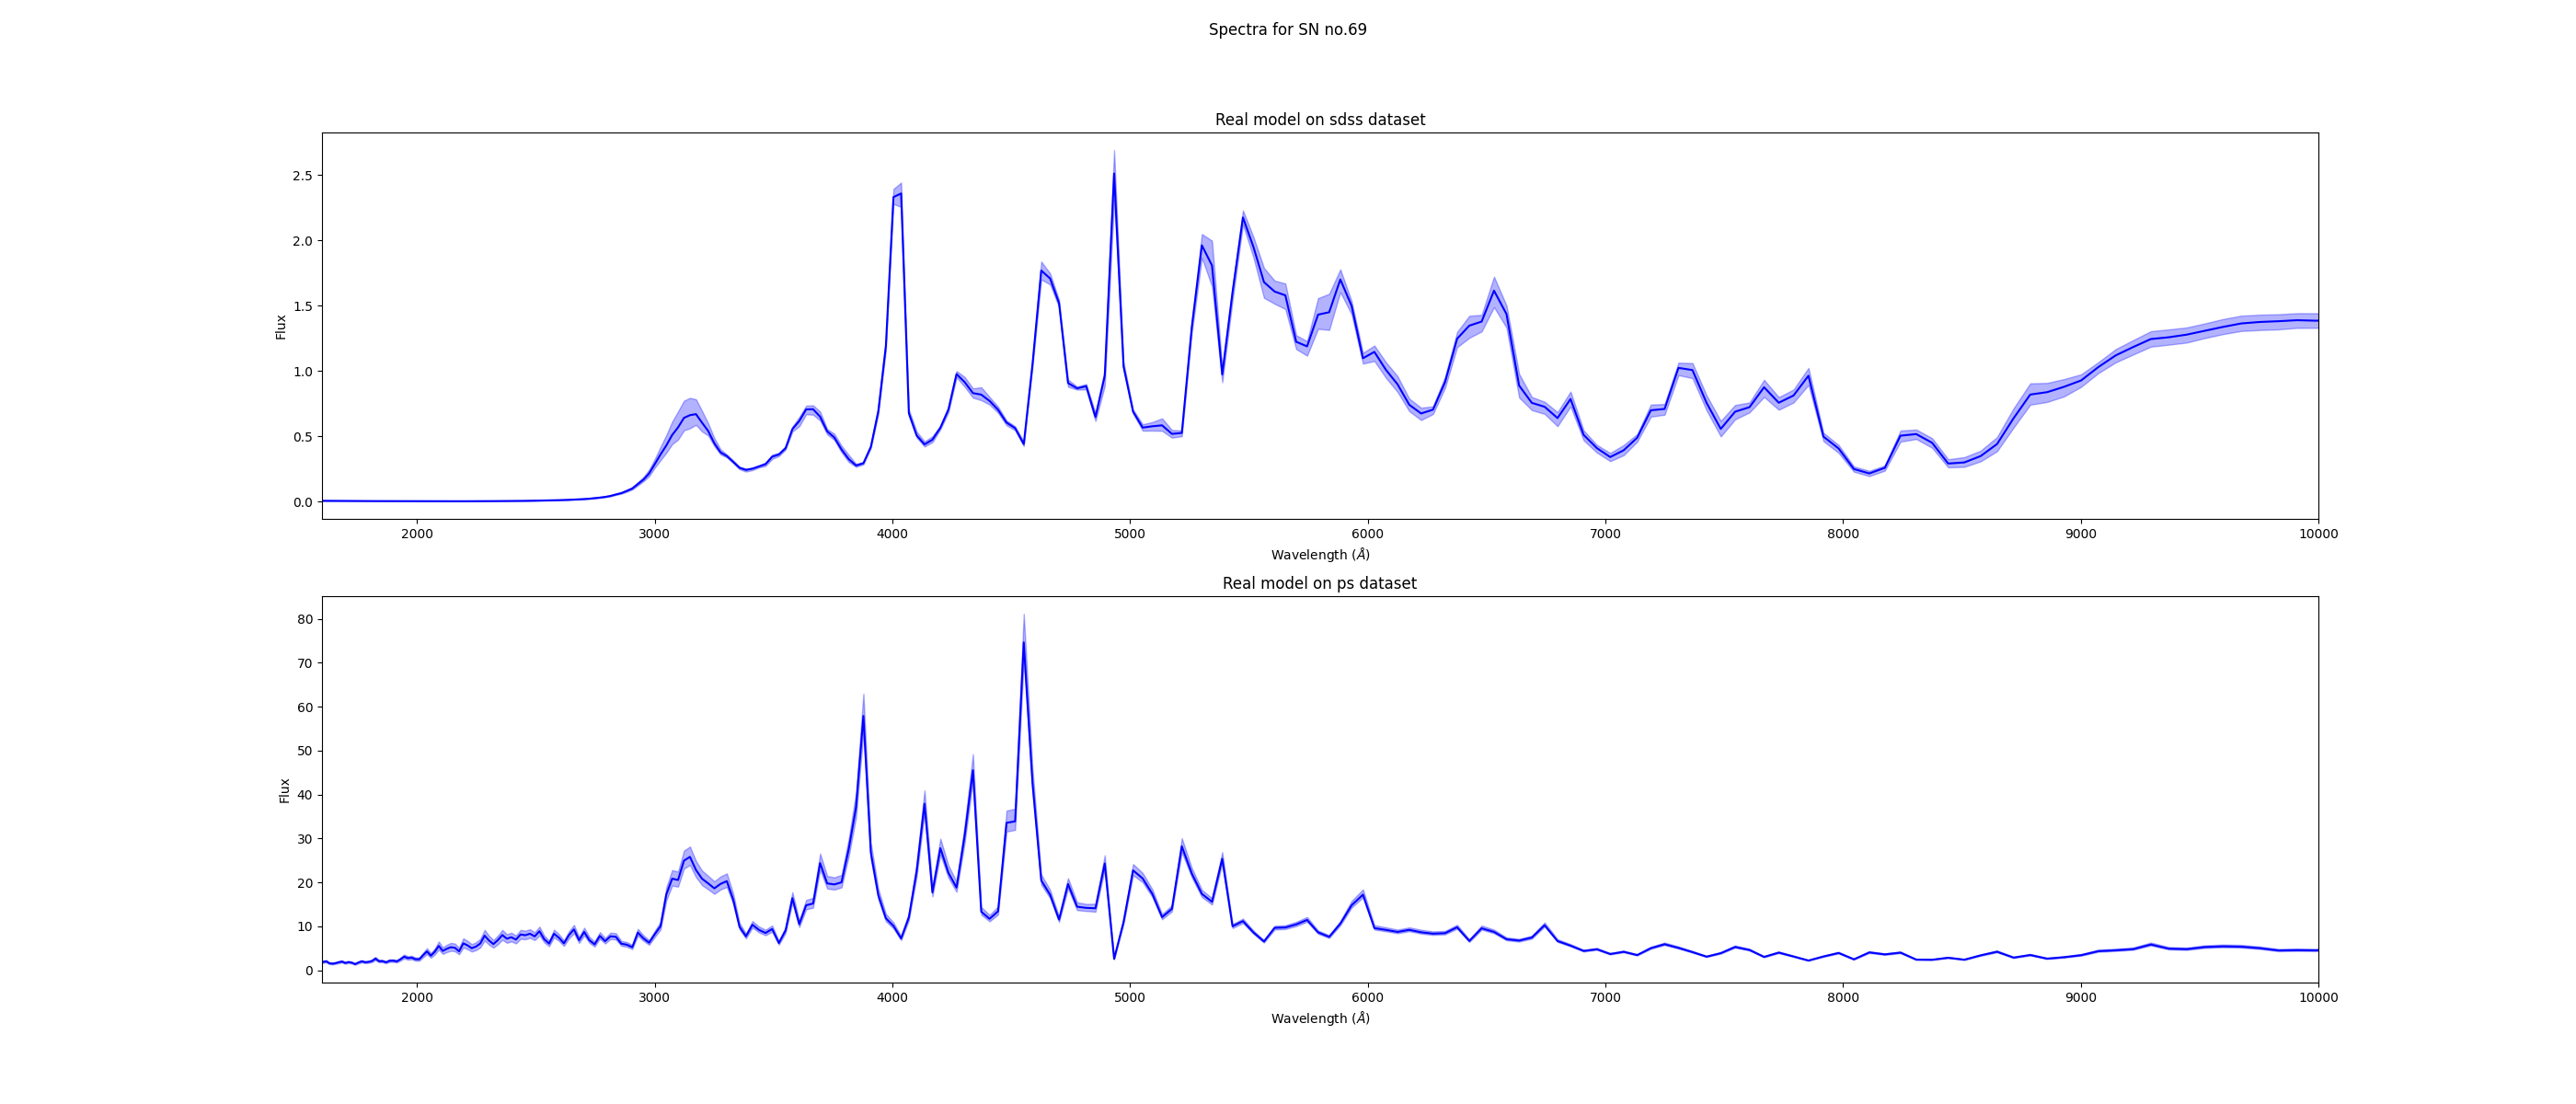 Spectra for SN no.69
Real model on sdss dataset
Flux
2.5
2.0
1.5
1.0
0.5
0.0
2000 3000 4000 5000 6000 7000 8000 9000 10000
Wavelength (Å)
Real model on ps dataset
Flux
80
70
60
50
40
30
20
10
0
2000 3000 4000 5000 6000 7000 8000 9000 10000
Wavelength (Å)